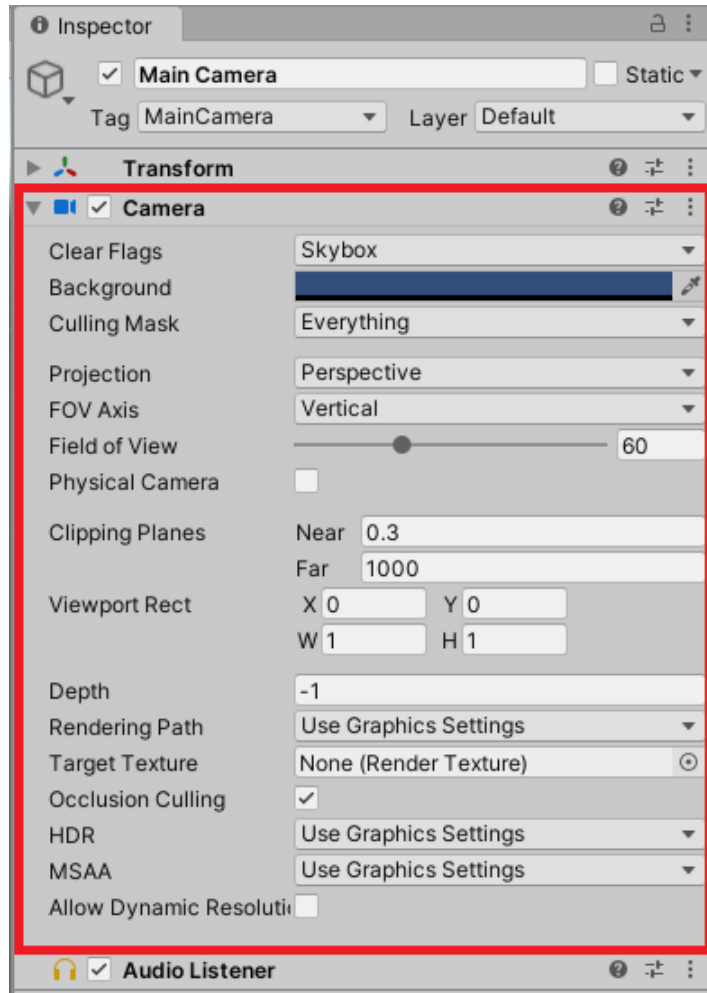 Inspector
Main Camera Static
Tag MainCamera Layer Default
Transform
Camera
Clear Flags Skybox
Background
Culling Mask Everything
Projection Perspective
FOV Axis Vertical
Field of View 60
Physical Camera
Clipping Planes Near 0.3
Far 1000
Viewport Rect X 0 Y 0
W 1 H 1
Depth -1
Rendering Path Use Graphics Settings
Target Texture None (Render Texture)
Occlusion Culling
HDR Use Graphics Settings
MSAA Use Graphics Settings
Allow Dynamic Resoluti
Audio Listener